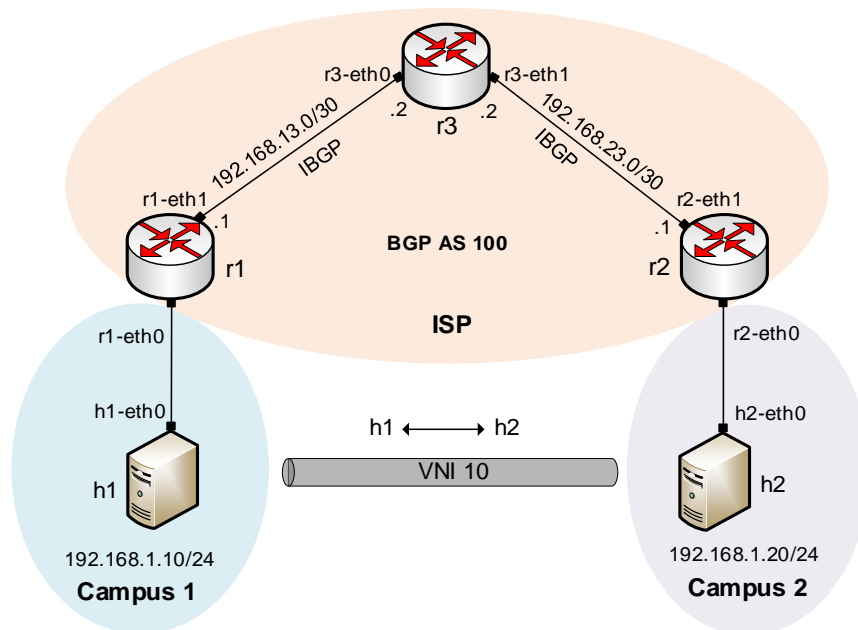 r3-eth0
r3-eth1
.2
.2
r3
192.168.13.0/30
IBGP
192.168.23.0/30
IBGP
r1-eth1
.1
r2-eth1
.1
BGP AS 100
r1
r2
ISP
r1-eth0
r2-eth0
h1-eth0
h2-eth0
h1
h2
VNI 10
h1
h2
192.168.1.10/24
192.168.1.20/24
Campus 1
Campus 2